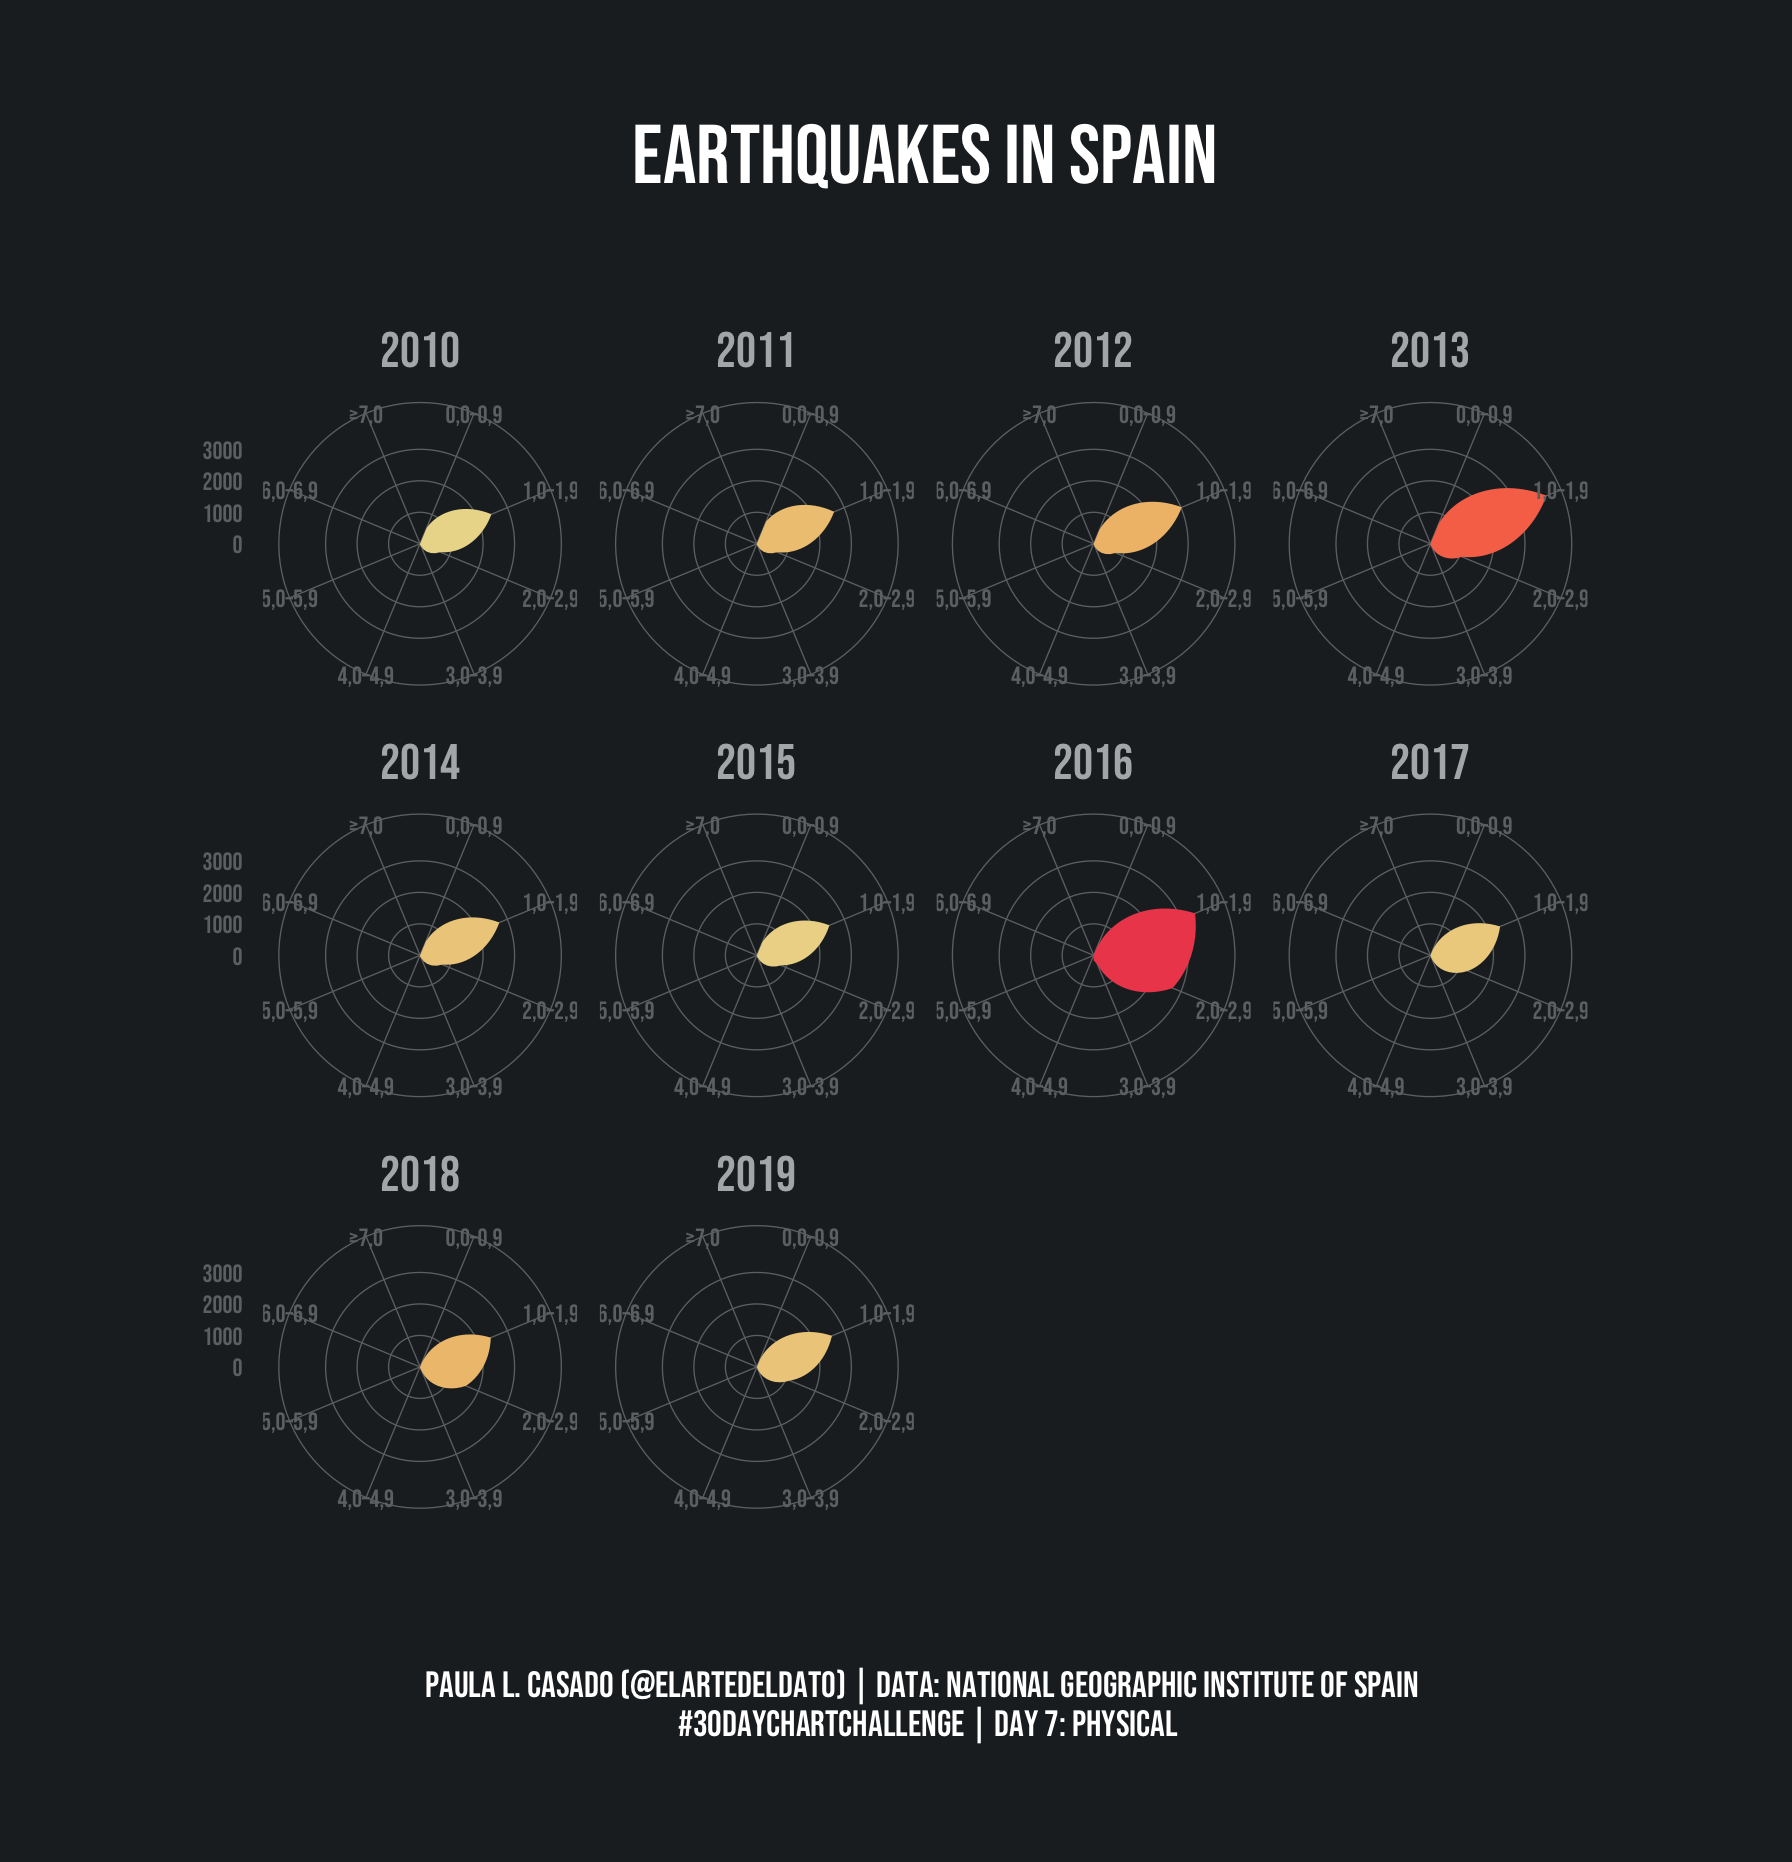 EARTHQUAKES IN SPAIN
2010 2011 2012 2013
≥7,0 0,0-0,9 ≥7,0 0,0-0,9 ≥7,0 0,0-0,9 ≥7,0 0,0-0,9
3000
2000
6,0-6,9 1,0-1,9 6,0-6,9 1,0-1,9 6,0-6,9 1,0-1,9 6,0-6,9 1,0-1,9
1000
0
5,0-5,9 2,0-2,9 5,0-5,9 2,0-2,9 5,0-5,9 2,0-2,9 5,0-5,9 2,0-2,9
4,0-4,9 3,0-3,9 4,0-4,9 3,0-3,9 4,0-4,9 3,0-3,9 4,0-4,9 3,0-3,9
2014 2015 2016 2017
≥7,0 0,0-0,9 ≥7,0 0,0-0,9 ≥7,0 0,0-0,9 ≥7,0 0,0-0,9
3000
2000
6,0-6,9 1,0-1,9 6,0-6,9 1,0-1,9 6,0-6,9 1,0-1,9 6,0-6,9 1,0-1,9
1000
0
5,0-5,9 2,0-2,9 5,0-5,9 2,0-2,9 5,0-5,9 2,0-2,9 5,0-5,9 2,0-2,9
4,0-4,9 3,0-3,9 4,0-4,9 3,0-3,9 4,0-4,9 3,0-3,9 4,0-4,9 3,0-3,9
2018 2019
≥7,0 0,0-0,9 ≥7,0 0,0-0,9
3000
2000
6,0-6,9 1,0-1,9 6,0-6,9 1,0-1,9
1000
0
5,0-5,9 2,0-2,9 5,0-5,9 2,0-2,9
4,0-4,9 3,0-3,9 4,0-4,9 3,0-3,9
PAULA L. CASADO (@ELARTEDELDATO) | DATA: NATIONAL GEOGRAPHIC INSTITUTE OF SPAIN
#30DAYCHARTCHALLENGE | DAY 7: PHYSICAL